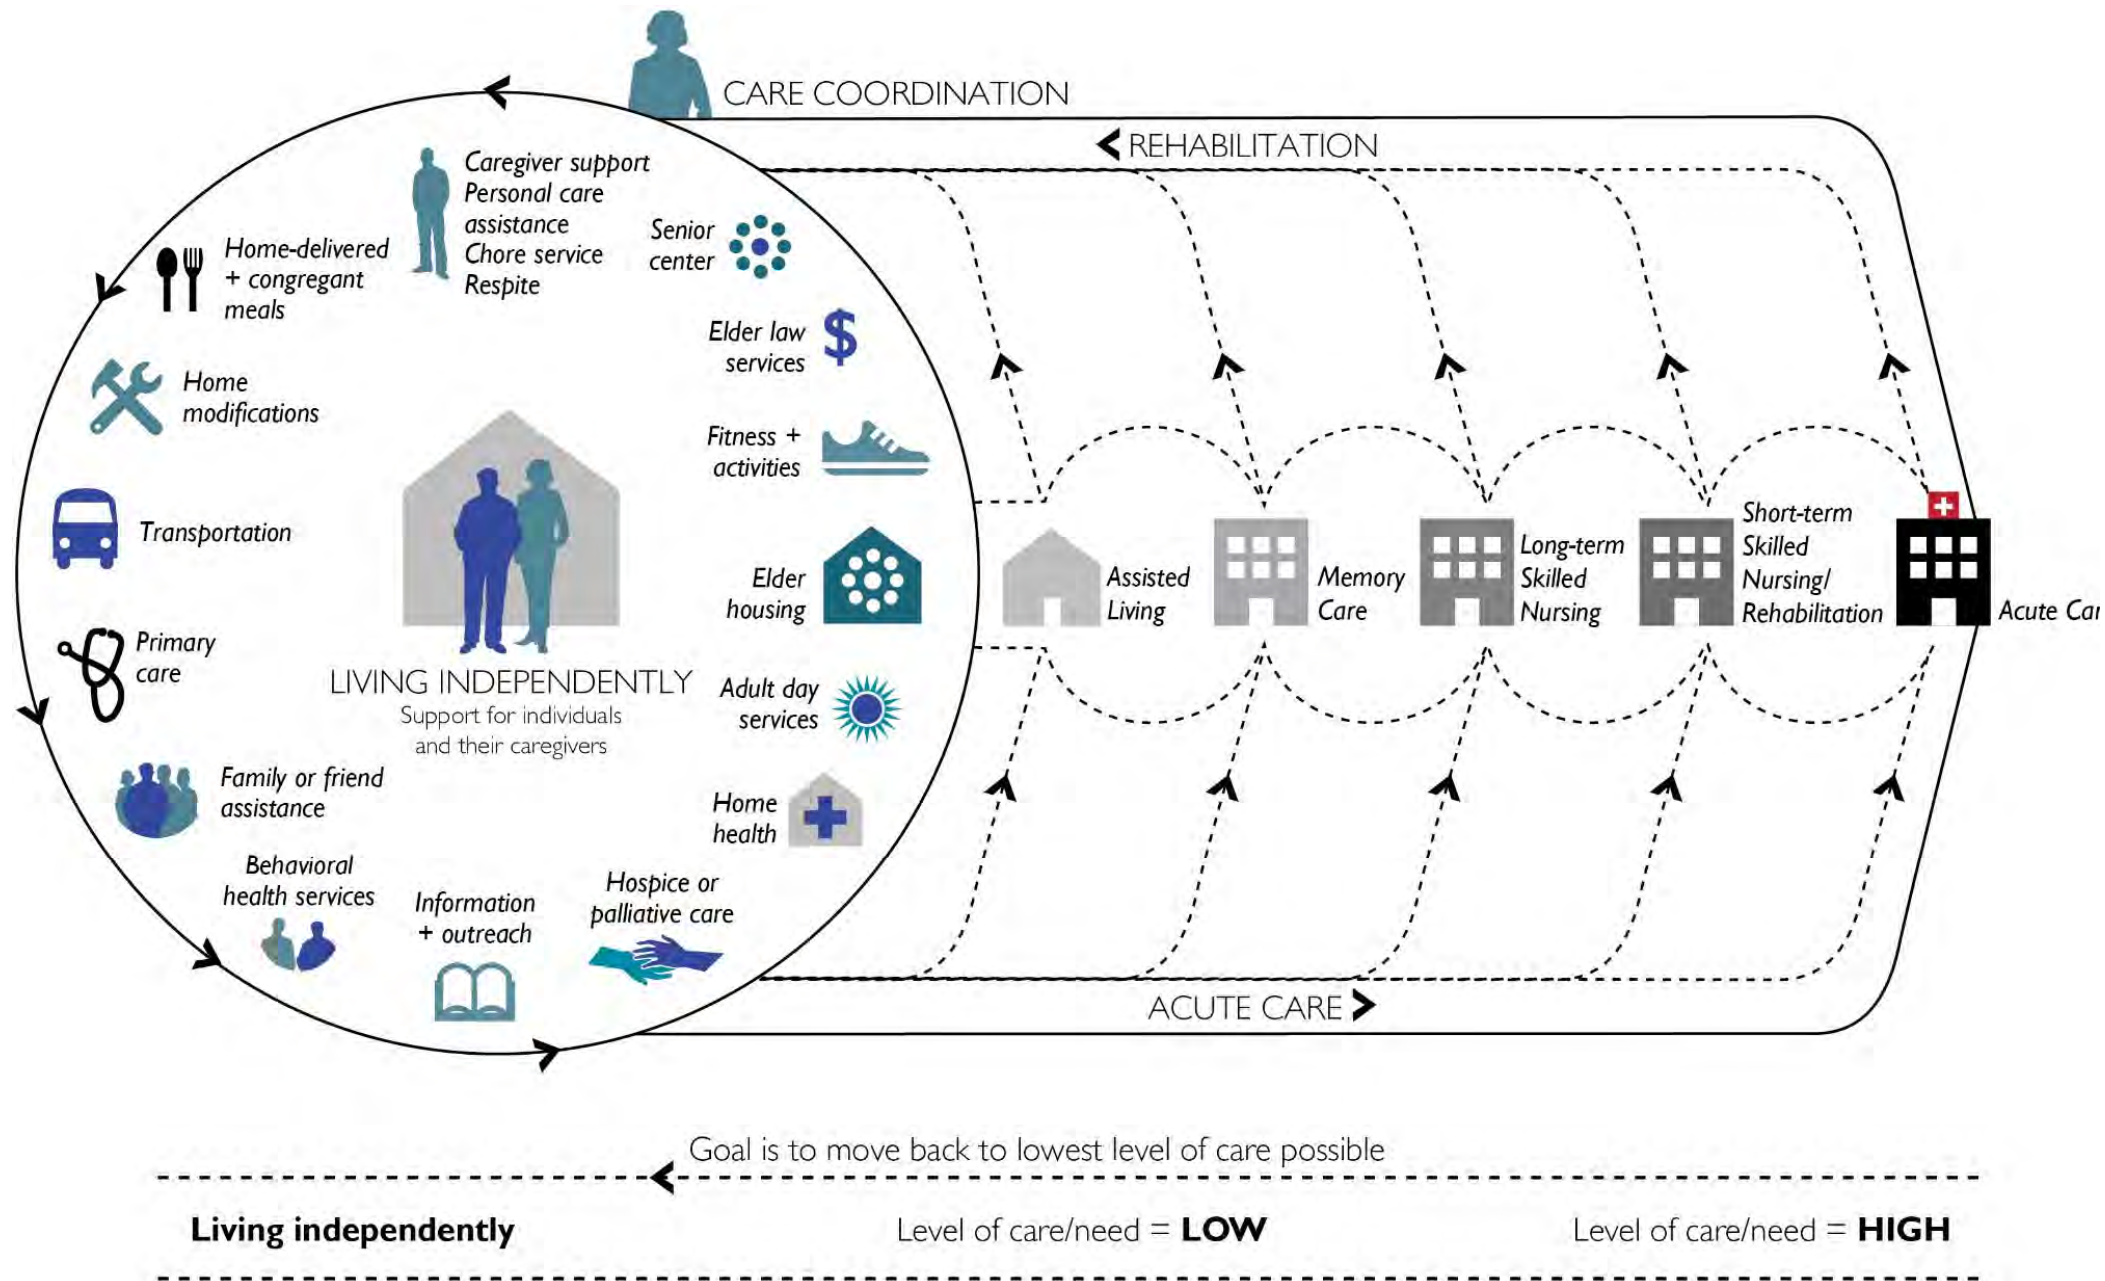 CARE COORDINATION
REHABILITATION
Caregiver support
Personal care
assistance
Chore service
Respite
Senior
center
Home-delivered
+ congregant
meals
Elder law
services
Home
modifications
Fitness +
activities
Transportation
Elder
housing
Primary
care
LIVING INDEPENDENTLY
Support for individuals
and their caregivers
Adult day
services
Family or friend
assistance
Home
health
Behavioral
health services
Information
+ outreach
Hospice or
palliative care
Assisted
Living
Memory
Care
Long-term
Skilled
Nursing
Short-term
Skilled
Nursing/
Rehabilitation
Acute
ACUTE CARE
Goal is to move back to lowest level of care possible
Living independently
Level of care/need = LOW
Level of care/need = HIGH